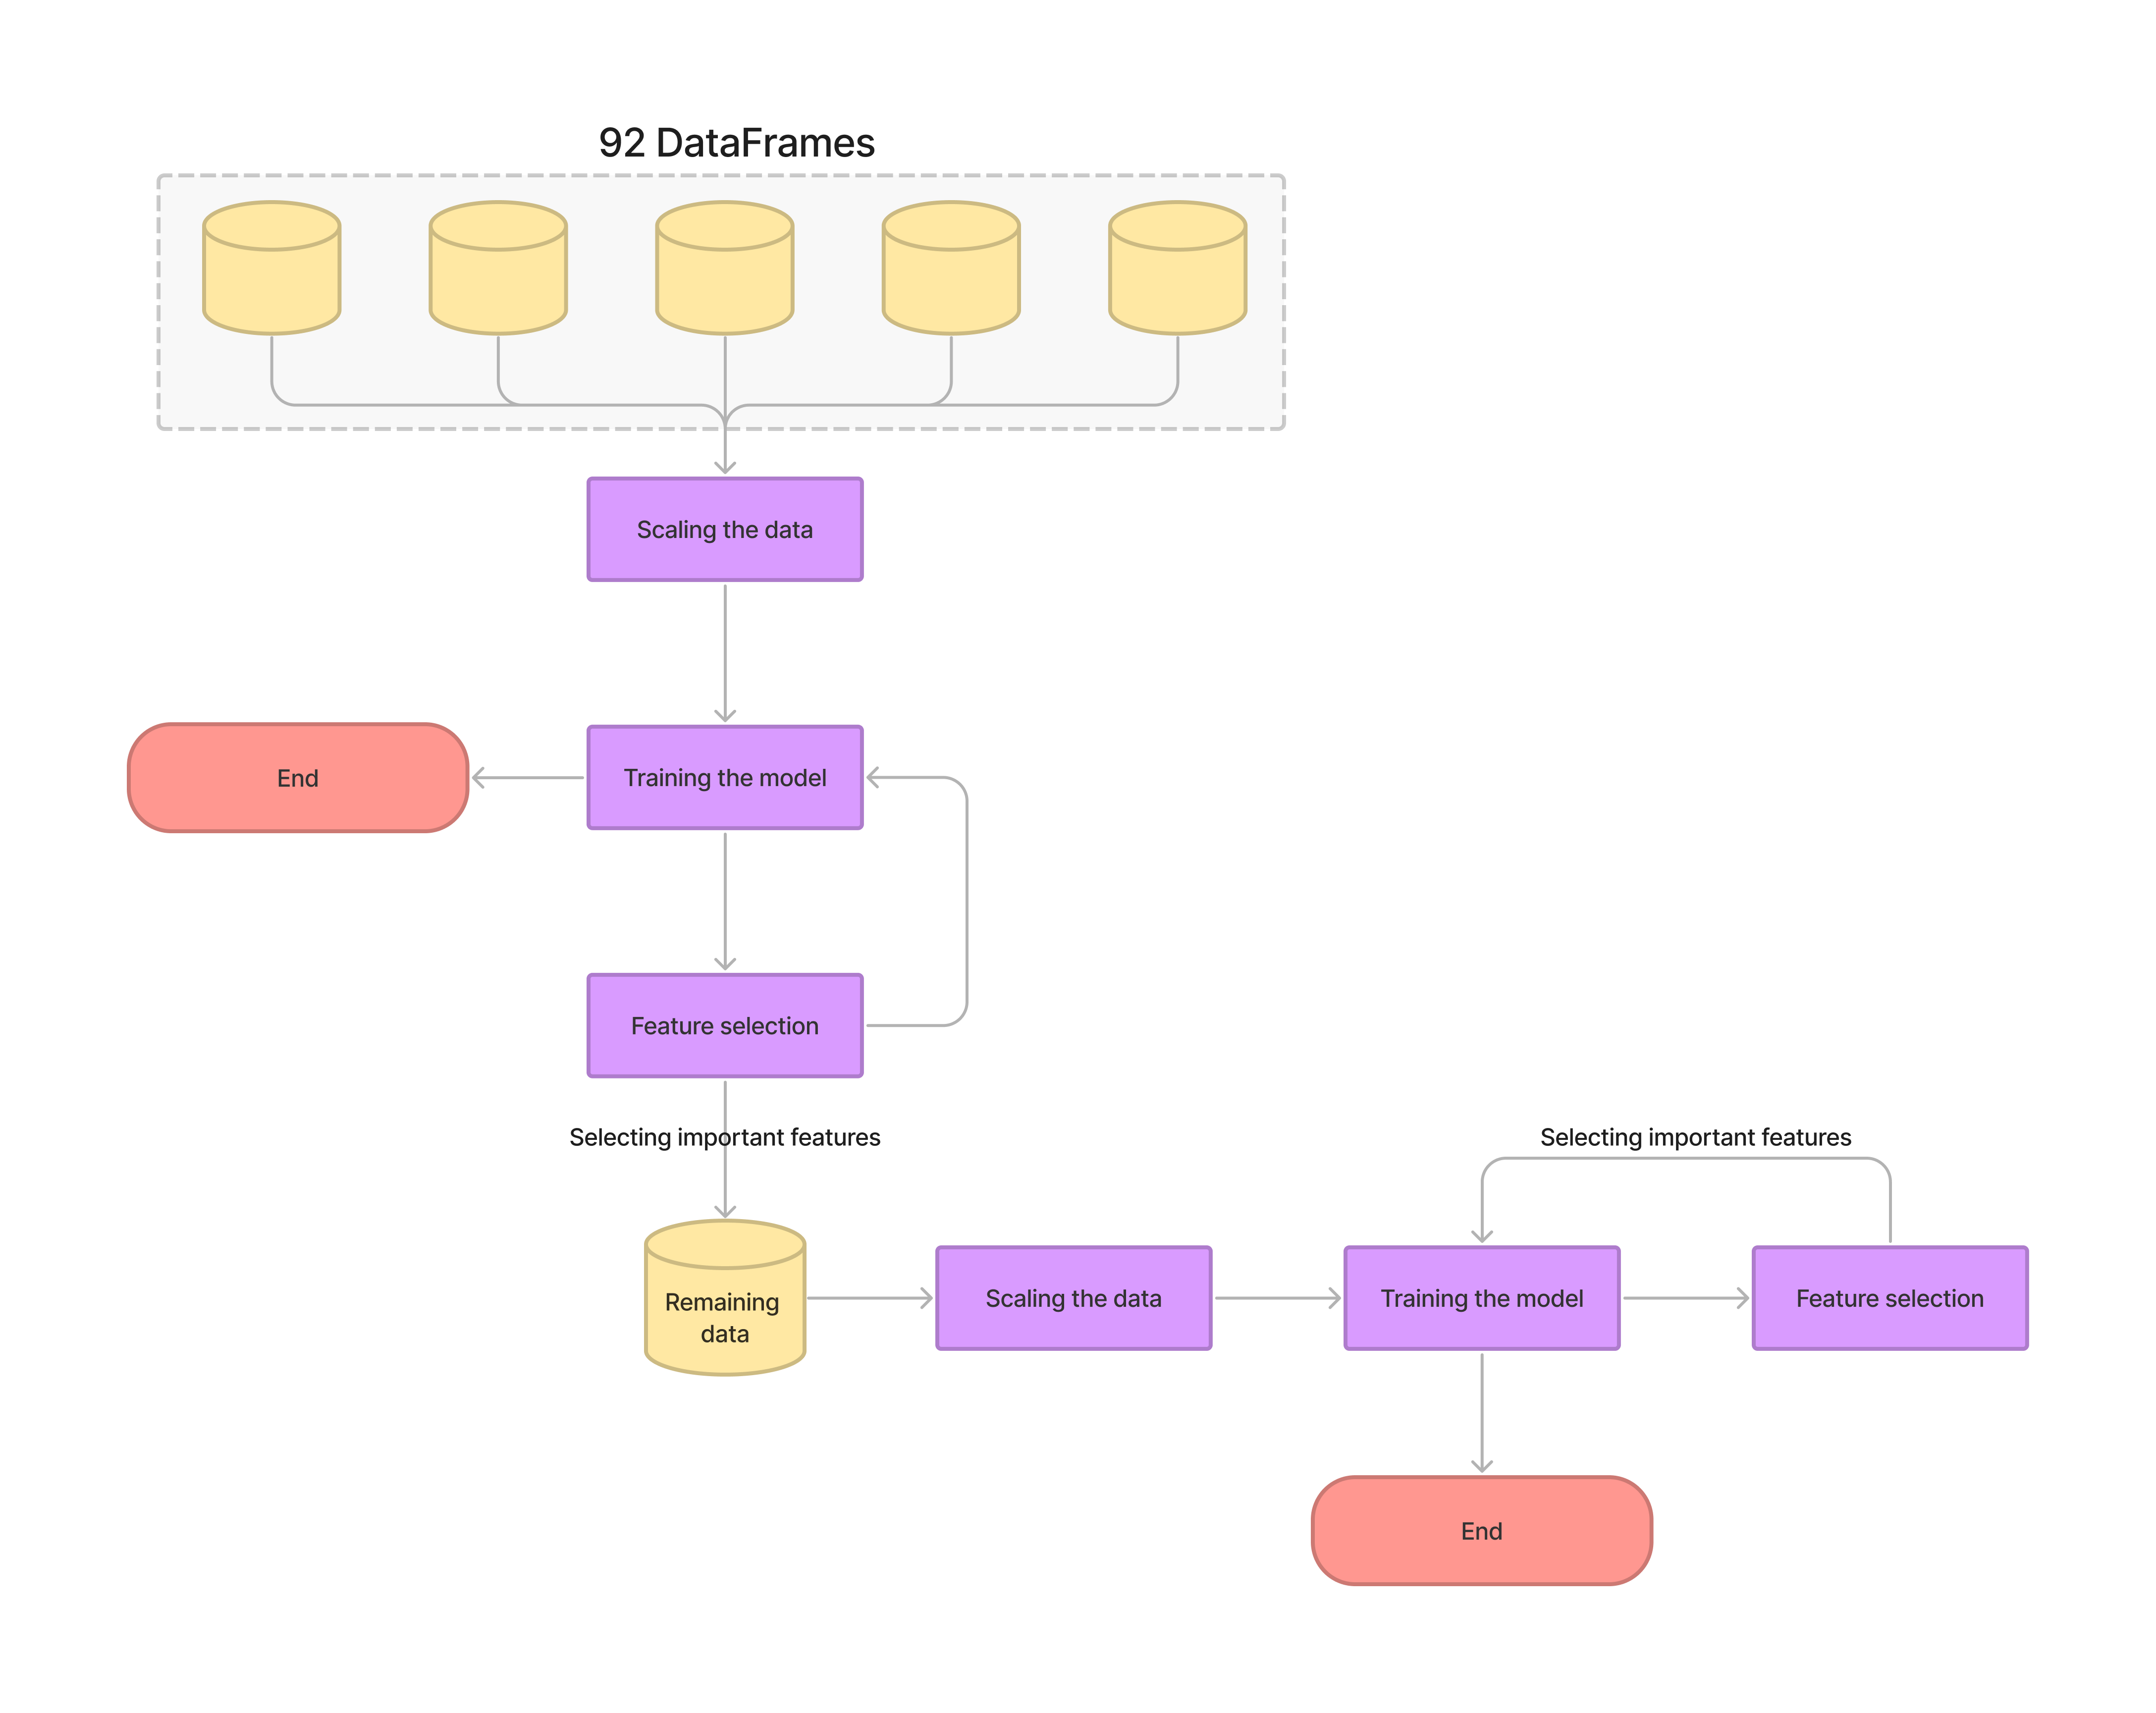 92 DataFrames
Scaling the data
End
Training the model
Feature selection
Selecting important features
Selecting important features
Remaining
data
Scaling the data
Training the model
Feature selection
End